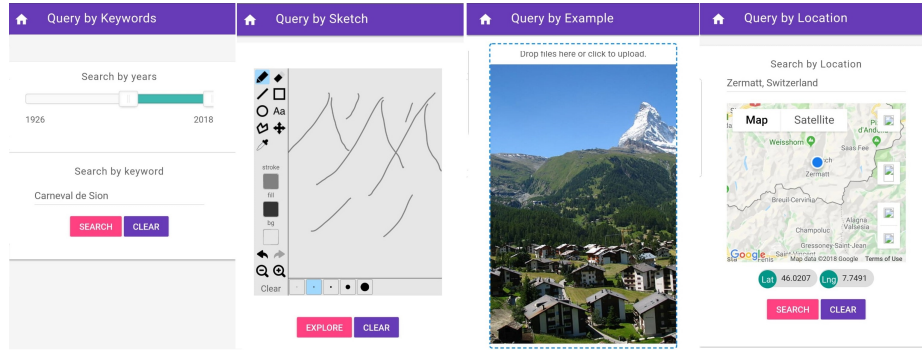 Query by Keywords
Search by years
1926 2018
Search by keyword
Carneval de Sion
SEARCH CLEAR
Query by Sketch
Aa
stroke
fill
bg
Clear
EXPLORE CLEAR
Query by Example
Drop files here or click to upload.
Query by Location
Search by Location
Zermatt, Switzerland
Map Satellite
Weisshorn
Saas Fee
Zermatt
Breuil-Cervinia
Champoluc
Alagna
Valsesia
Gressoney-Saint-Jean
Google
Map data ©2018 Google Terms of Use
Lat 46.0207 Lng 7.7491
SEARCH CLEAR